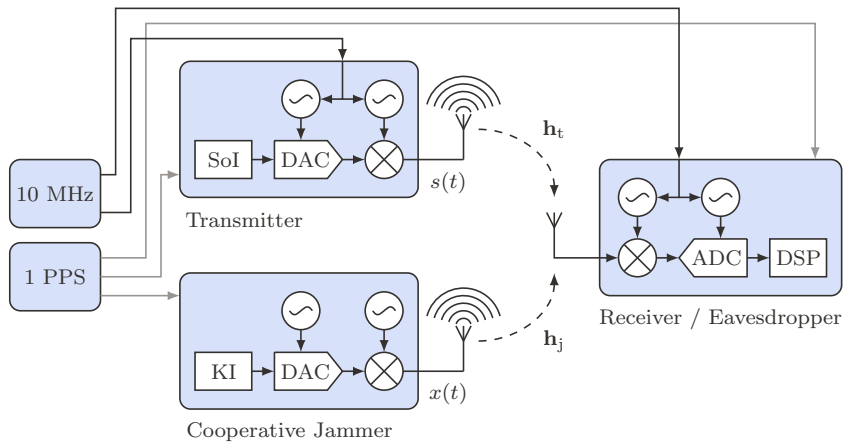 10 MHz
1 PPS
SoI
DAC
s(t)
Transmitter
KI
DAC
x(t)
Cooperative Jammer
h_t
h_j
ADC
DSP
Receiver / Eavesdropper